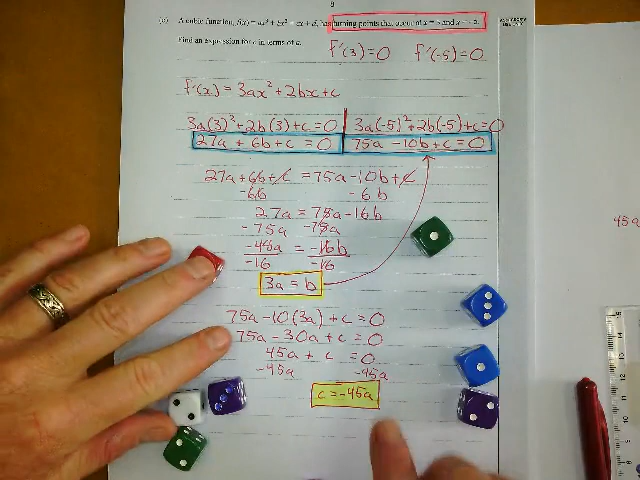 8
(c) A cubic function, f(x) = ax³ + bx² + cx + d, has turning points that occur at x = 3 and x = -5.
Find an expression for c in terms of a.
f'(3)=0 f'(-5)=0
f'(x) = 3ax² + 2bx + c
3a(3)² + 2b(3) + c = 0 3a(-5)² + 2b(-5) + c = 0
27a + 6b + c = 0 75a - 10b + c = 0
27a + 6b + c = 75a - 10b + c
-6b -6b
27a = 75a - 16b
-75a -75a
-48a = -16b
-16 -16
3a = b
75a - 10(3a) + c = 0
75a - 30a + c = 0
45a + c = 0
-45a -45a
c = -45a
45a